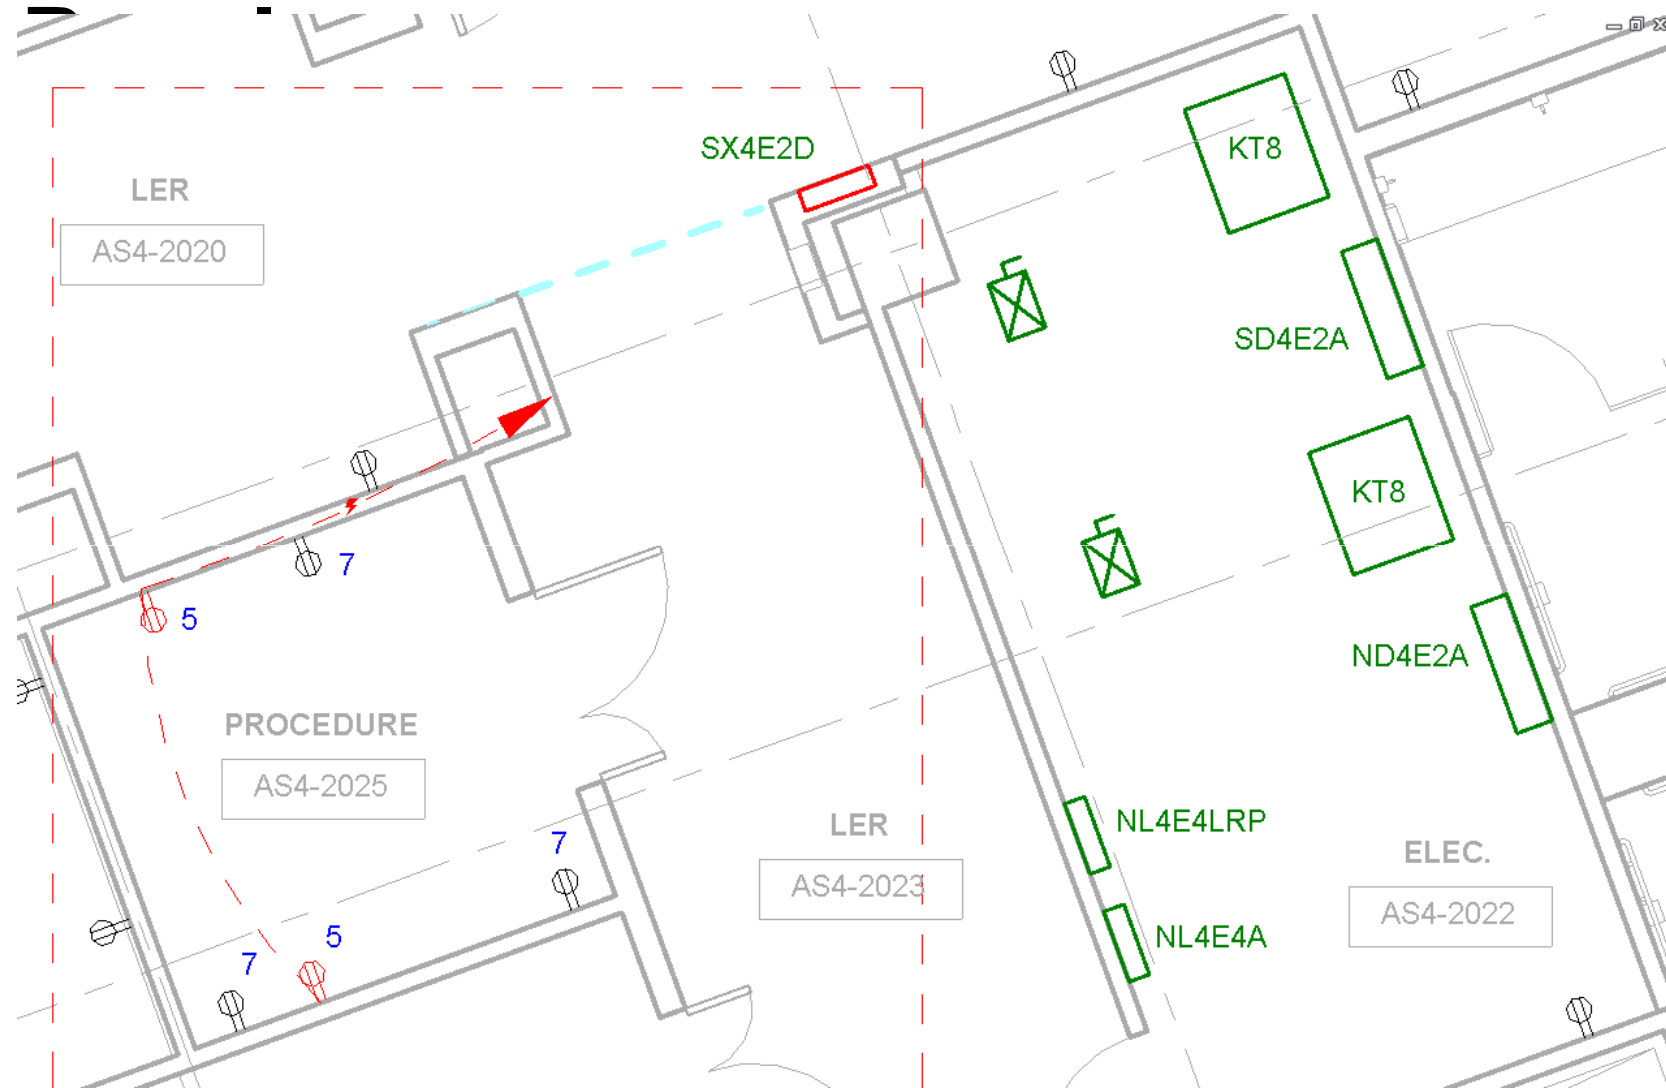 SX4E2D
KT8
LER
AS4-2020
SD4E2A
KT8
7
5
ND4E2A
PROCEDURE
AS4-2025
NL4E4LRP
LER
7
ELEC.
AS4-2023
AS4-2022
5
NL4E4A
7